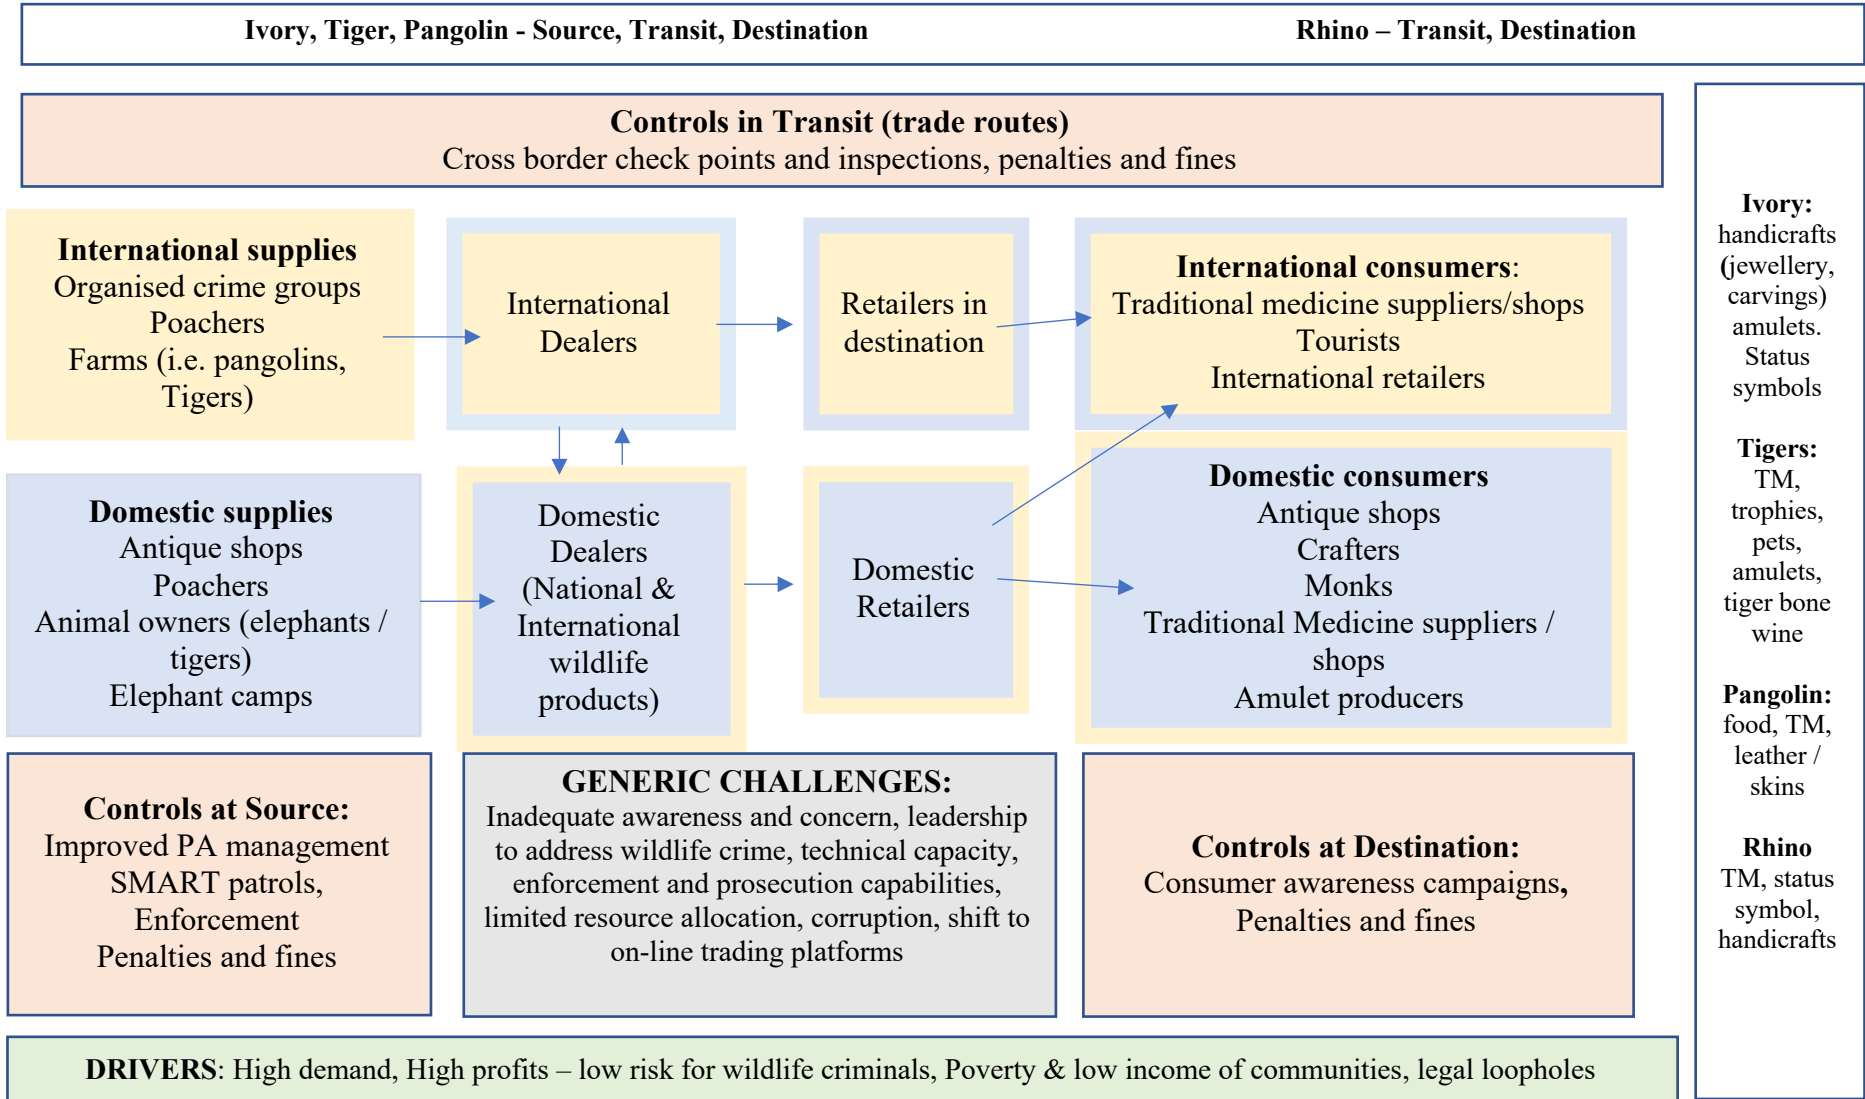 Ivory, Tiger, Pangolin - Source, Transit, Destination
Rhino – Transit, Destination
Controls in Transit (trade routes)
Cross border check points and inspections, penalties and fines
International supplies
Organised crime groups
Poachers
Farms (i.e. pangolins,
Tigers)
International
Dealers
Retailers in
destination
International consumers:
Traditional medicine suppliers/shops
Tourists
International retailers
Domestic supplies
Antique shops
Poachers
Animal owners (elephants /
tigers)
Elephant camps
Domestic
Dealers
(National &
International
wildlife
products)
Domestic
Retailers
Domestic consumers
Antique shops
Crafters
Monks
Traditional Medicine suppliers /
shops
Amulet producers
Controls at Source:
Improved PA management
SMART patrols,
Enforcement
Penalties and fines
GENERIC CHALLENGES:
Inadequate awareness and concern, leadership
to address wildlife crime, technical capacity,
enforcement and prosecution capabilities,
limited resource allocation, corruption, shift to
on-line trading platforms
Controls at Destination:
Consumer awareness campaigns,
Penalties and fines
Ivory:
handicrafts
(jewellery,
carvings)
amulets.
Status
symbols
Tigers:
TM,
trophies,
pets,
amulets,
tiger bone
wine
Pangolin:
food, TM,
leather /
skins
Rhino
TM, status
symbol,
handicrafts
DRIVERS: High demand, High profits – low risk for wildlife criminals, Poverty & low income of communities, legal loopholes